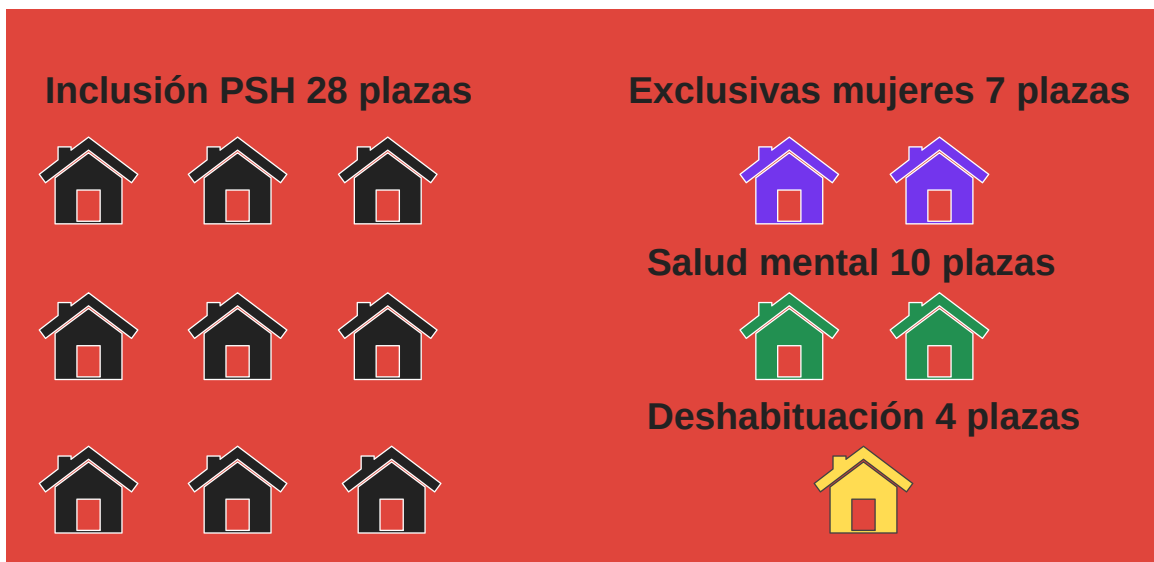 Inclusión PSH 28 plazas
Exclusivas mujeres 7 plazas
Salud mental 10 plazas
Deshabituación 4 plazas